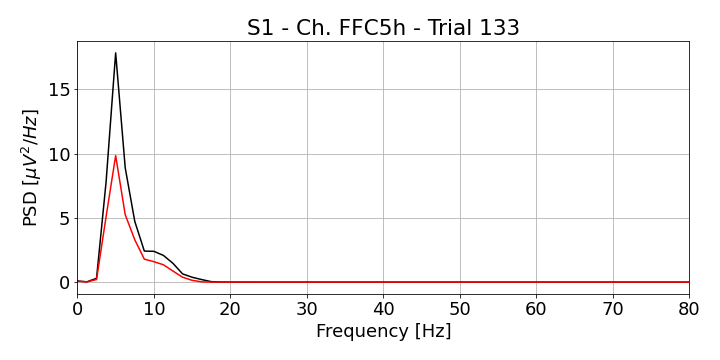 S1 - Ch. FFC5h - Trial 133
PSD [μV²/Hz]
15
10
5
0
0 10 20 30 40 50 60 70 80
Frequency [Hz]